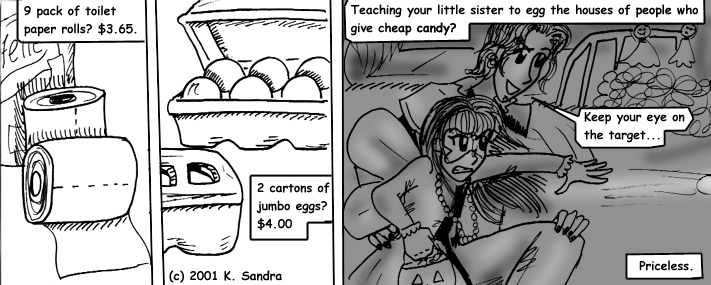 9 pack of toilet
paper rolls? $3.65.
2 cartons of
jumbo eggs?
$4.00
(c) 2001 K. Sandra
Teaching your little sister to egg the houses of people who
give cheap candy?
Keep your eye on
the target...
Priceless.